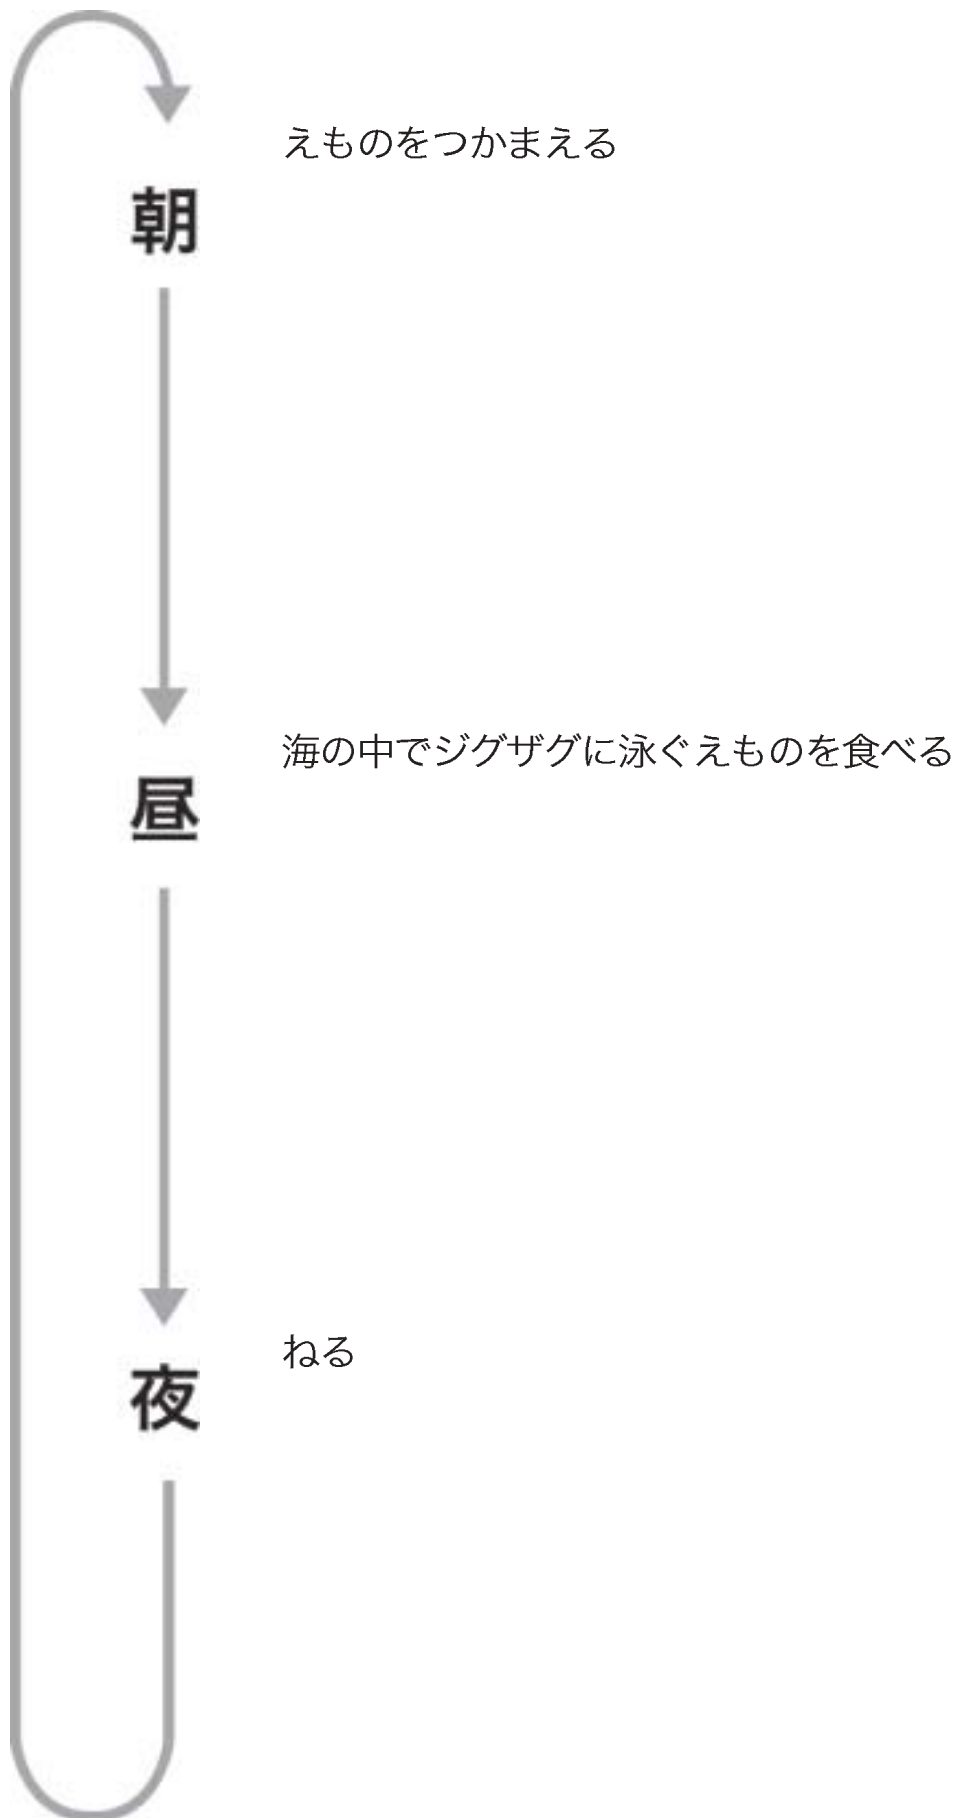 えものをつかまえる
朝
海の中でジグザグに泳ぐえものを食べる
昼
ねる
夜